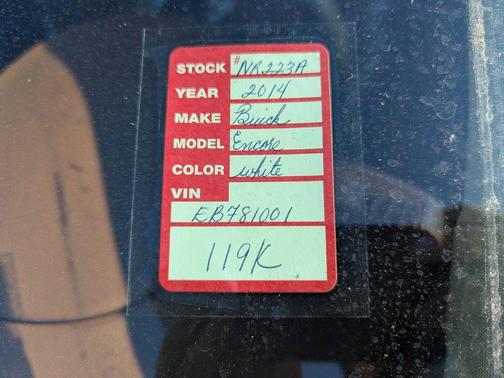 STOCK # NR223A
YEAR 2014
MAKE Buick
MODEL Encore
COLOR white
VIN
EB781001
119K